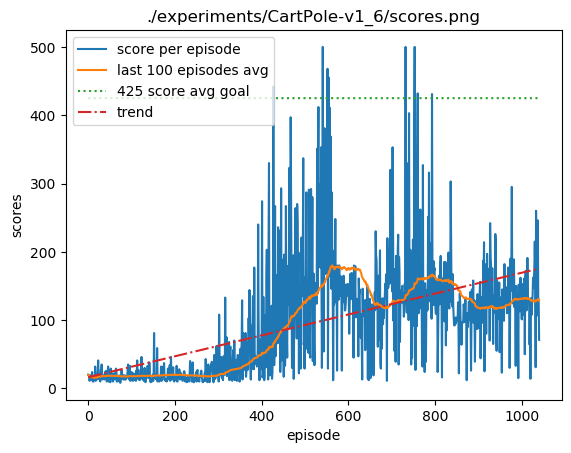 ./experiments/CartPole-v1_6/scores.png
500
400
300
200
100
0
scores
score per episode
last 100 episodes avg
425 score avg goal
trend
0 200 400 600 800 1000
episode